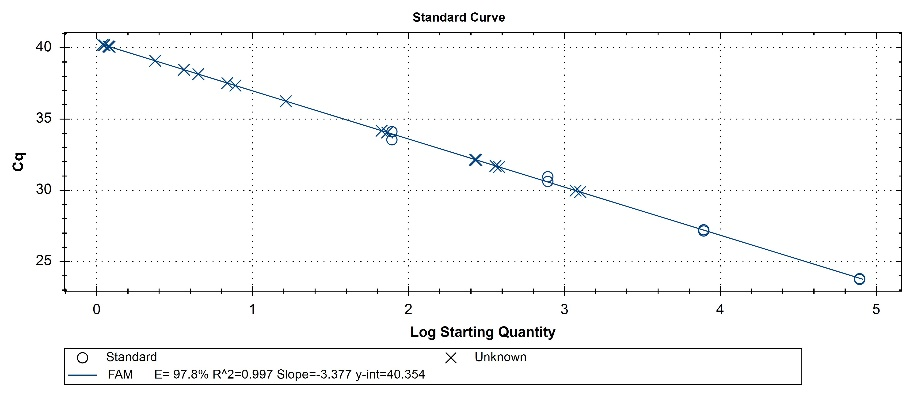 Standard Curve
40
35
30
25
Cq
0 1 2 3 4 5
Log Starting Quantity
Standard Unknown
FAM E= 97.8% R^2=0.997 Slope=-3.377 y-int=40.354